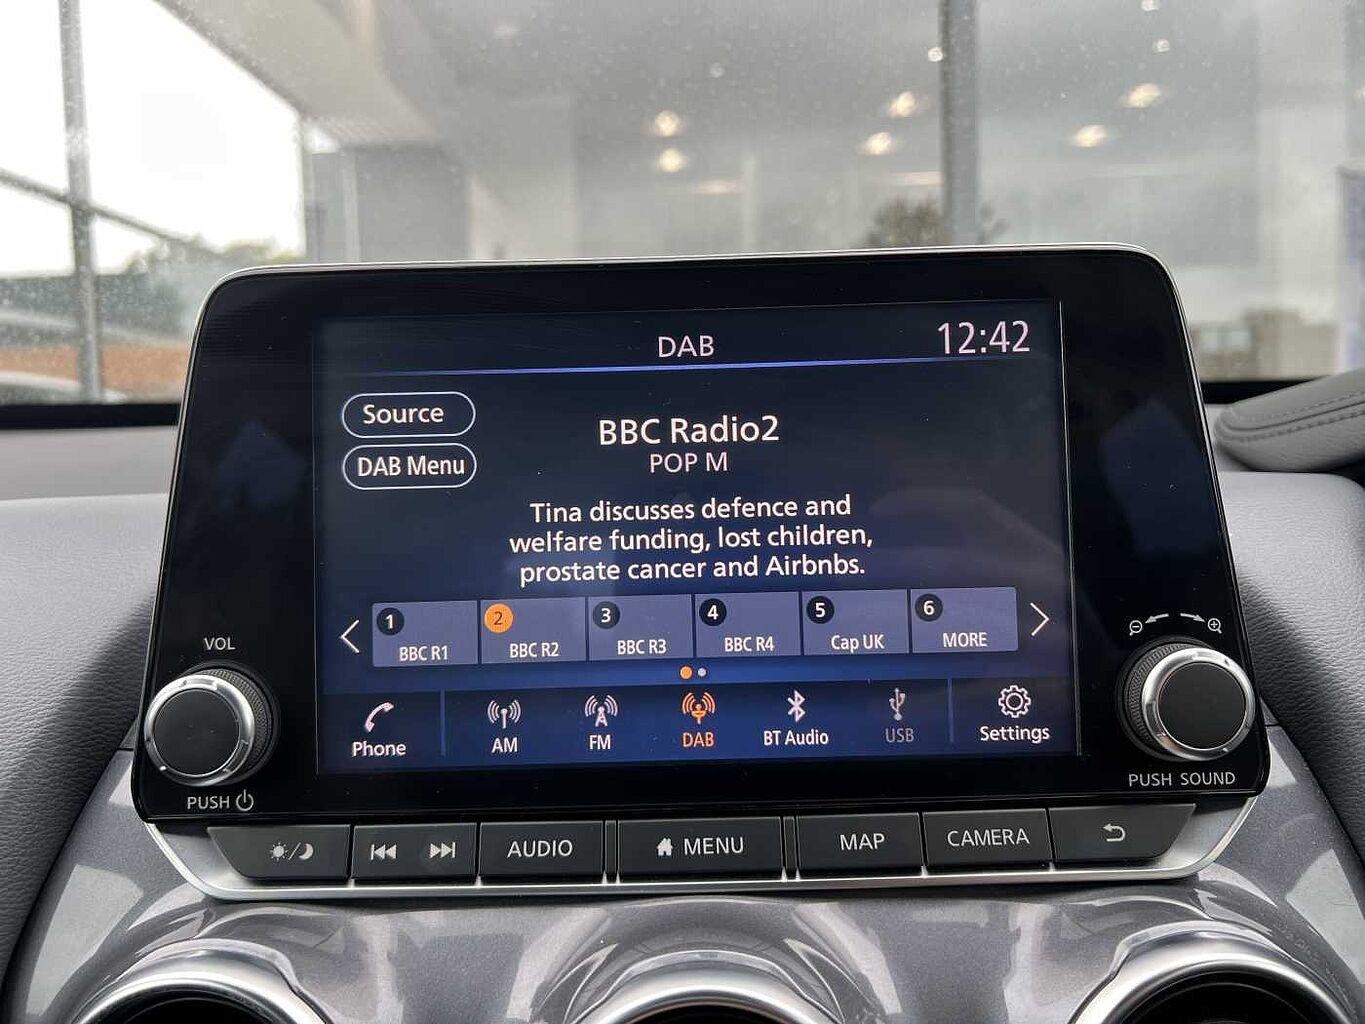 DAB
12:42
Source
DAB Menu
BBC Radio2
POP M
Tina discusses defence and
welfare funding, lost children,
prostate cancer and Airbnbs.
1 2 3 4 5 6
BBC R1 BBC R2 BBC R3 BBC R4 Cap UK MORE
Phone AM FM DAB BT Audio USB Settings
VOL
PUSH
PUSH SOUND
AUDIO MENU MAP CAMERA